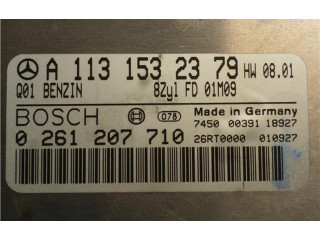 A 113 153 23 79 HW 08.01
Q01 BENZIN 8Zyl FD 01M09
BOSCH 078 Made in Germany
7450 00391 18927
0 261 207 710 26RT0000 010927